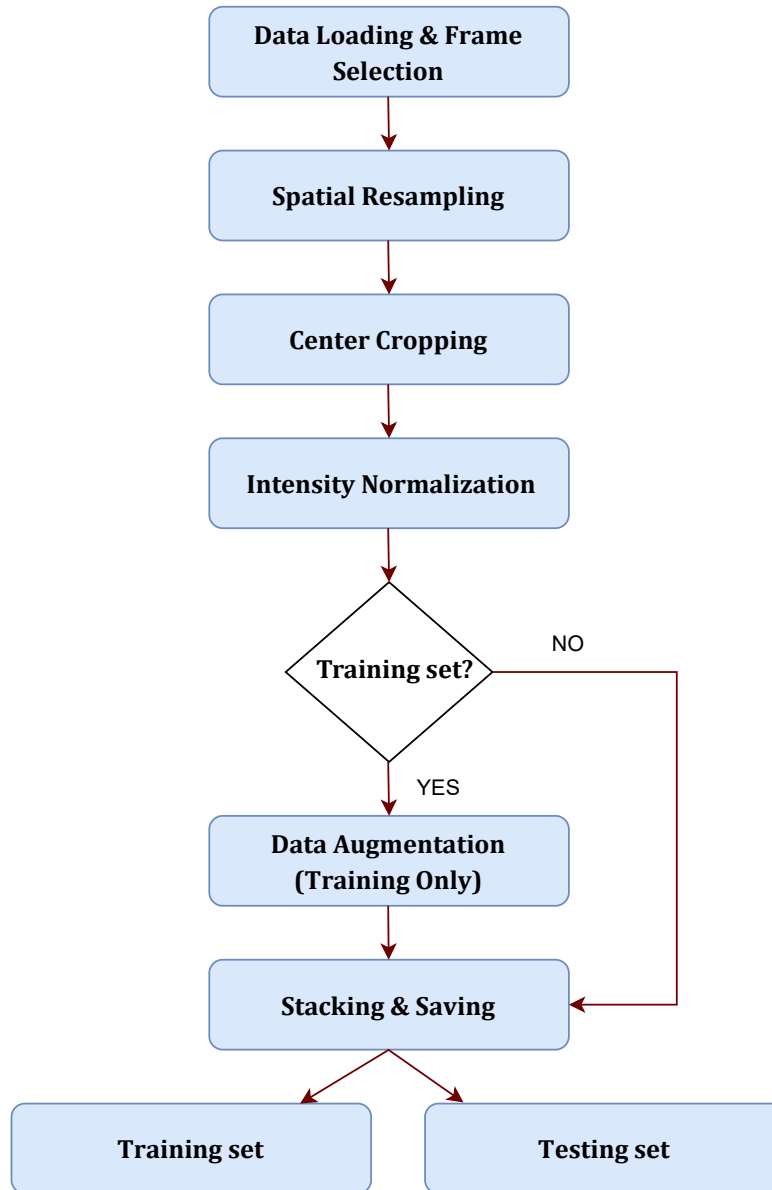 Data Loading & Frame
Selection
Spatial Resampling
Center Cropping
Intensity Normalization
Training set?
NO
YES
Data Augmentation
(Training Only)
Stacking & Saving
Training set
Testing set